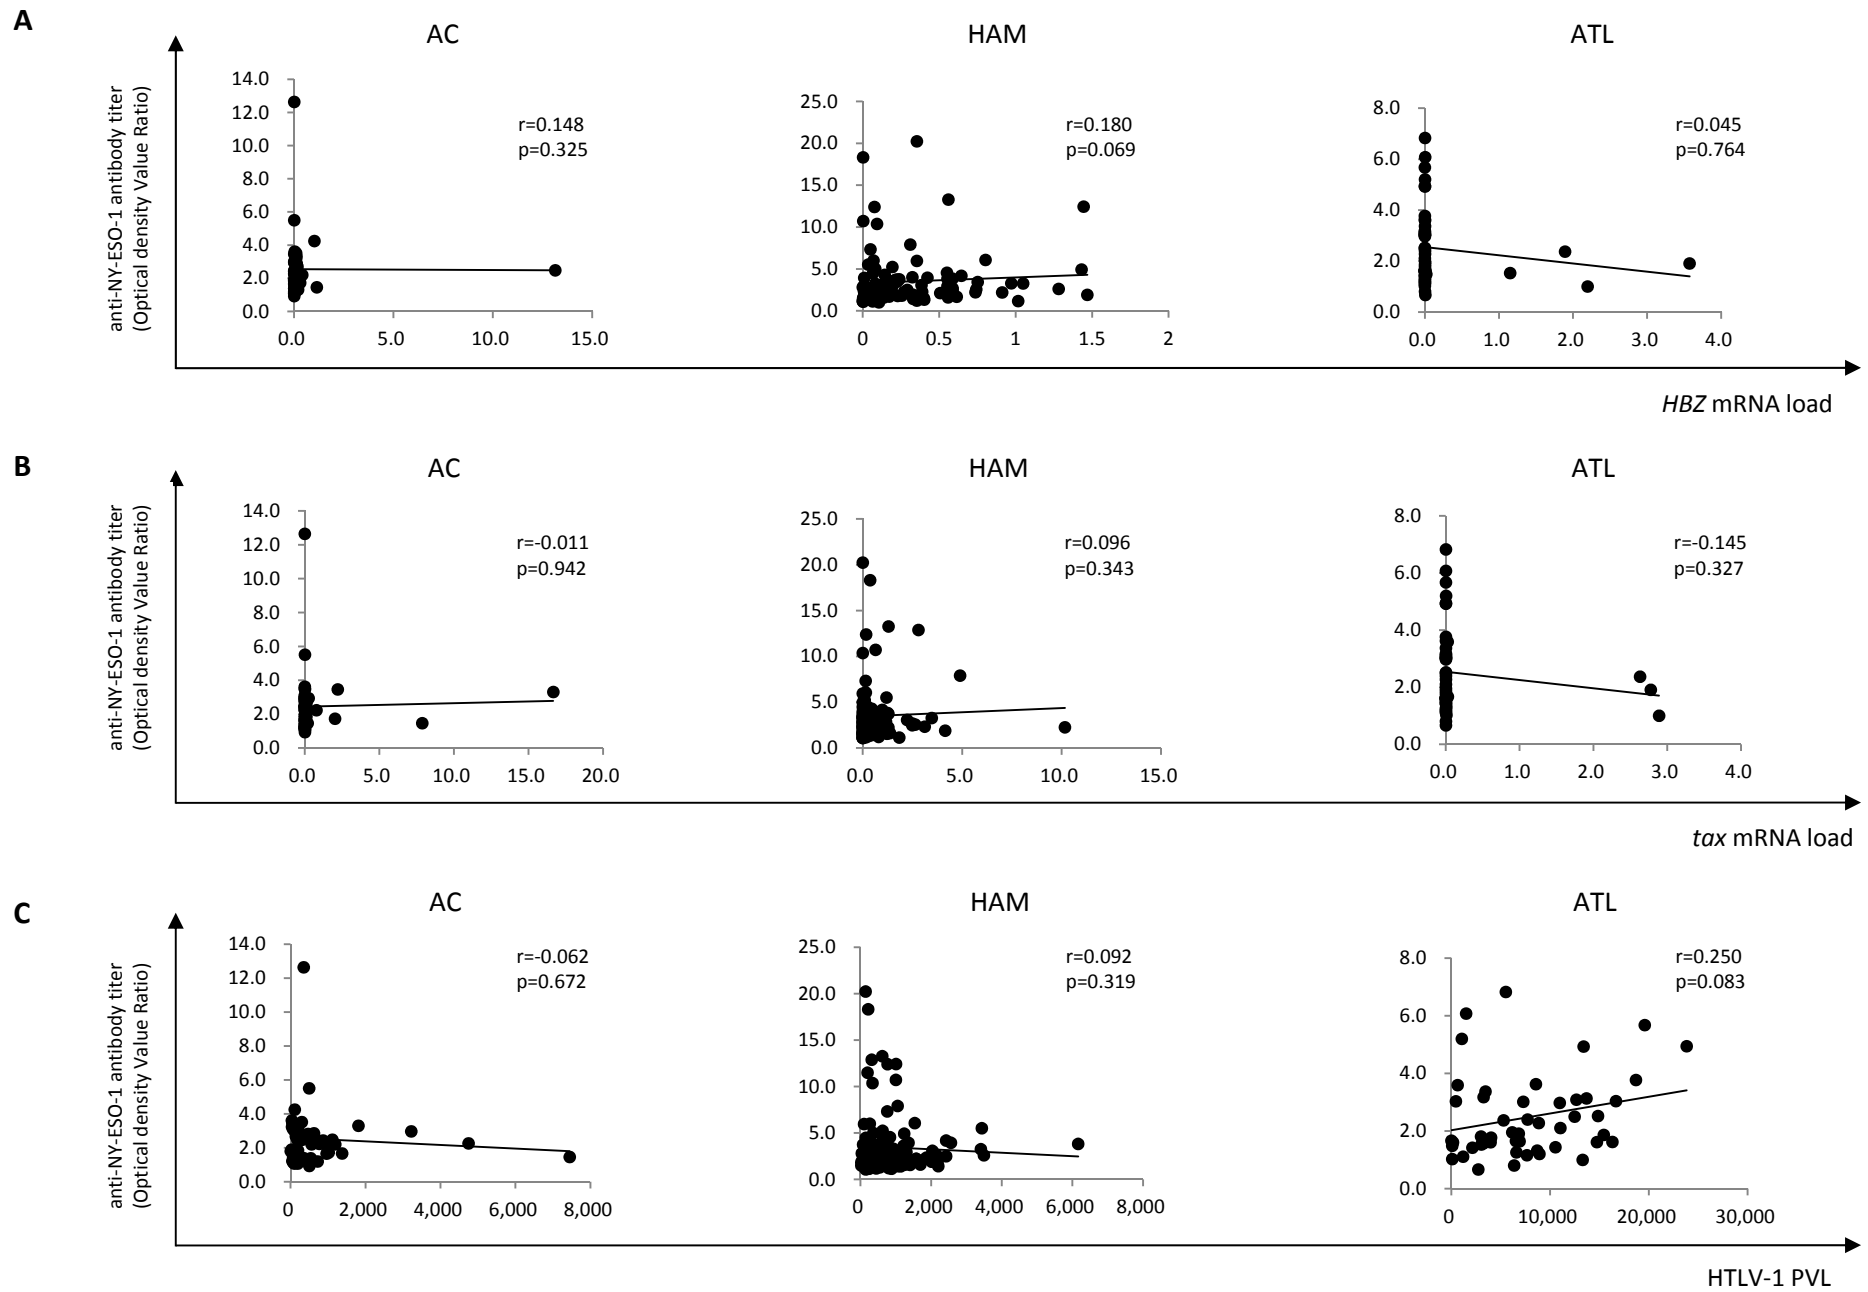 A
AC
HAM
ATL
anti-NY-ESO-1 antibody titer
(Optical density Value Ratio)
14.0
12.0
10.0
8.0
6.0
4.0
2.0
0.0
0.0 5.0 10.0 15.0
r=0.148
p=0.325
25.0
20.0
15.0
10.0
5.0
0.0
0 0.5 1 1.5 2
r=0.180
p=0.069
8.0
6.0
4.0
2.0
0.0
0.0 1.0 2.0 3.0 4.0
r=0.045
p=0.764
HBZ mRNA load
B
AC
HAM
ATL
anti-NY-ESO-1 antibody titer
(Optical density Value Ratio)
14.0
12.0
10.0
8.0
6.0
4.0
2.0
0.0
0.0 5.0 10.0 15.0 20.0
r=-0.011
p=0.942
25.0
20.0
15.0
10.0
5.0
0.0
0.0 5.0 10.0 15.0
r=0.096
p=0.343
8.0
6.0
4.0
2.0
0.0
0.0 1.0 2.0 3.0 4.0
r=-0.145
p=0.327
tax mRNA load
C
AC
HAM
ATL
anti-NY-ESO-1 antibody titer
(Optical density Value Ratio)
14.0
12.0
10.0
8.0
6.0
4.0
2.0
0.0
0 2,000 4,000 6,000 8,000
r=-0.062
p=0.672
25.0
20.0
15.0
10.0
5.0
0.0
0 2,000 4,000 6,000 8,000
r=0.092
p=0.319
8.0
6.0
4.0
2.0
0.0
0 10,000 20,000 30,000
r=0.250
p=0.083
HTLV-1 PVL